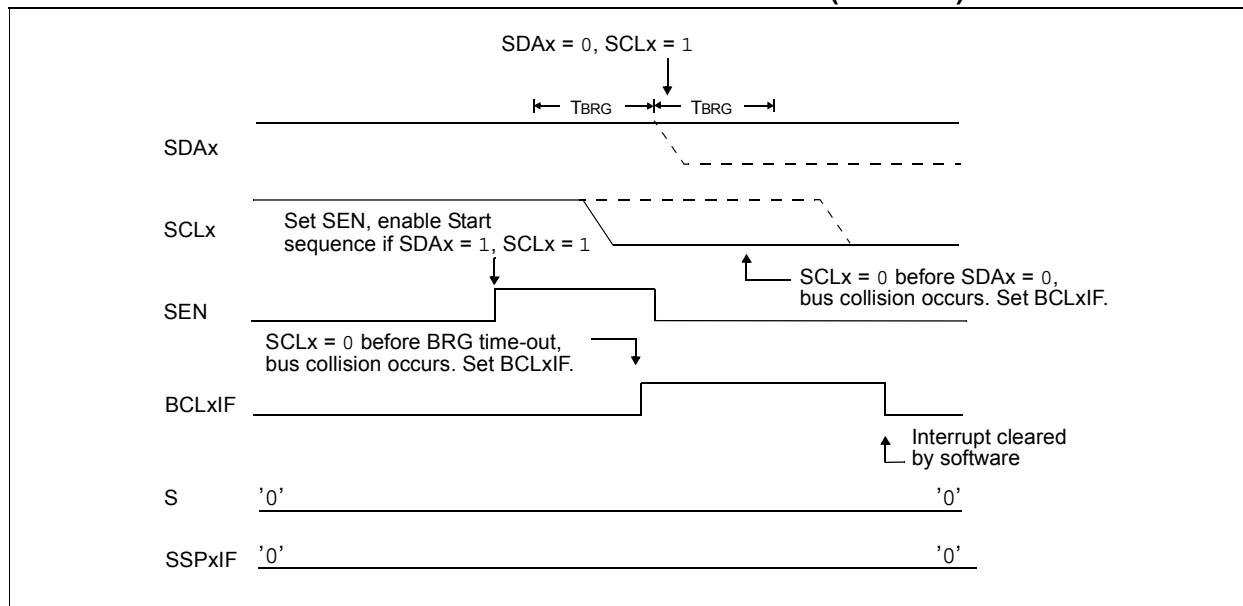 SDAx = 0, SCLx = 1
TBRG TBRG
SDAx
SCLx
Set SEN, enable Start
sequence if SDAx = 1, SCLx = 1
SCLx = 0 before SDAx = 0,
bus collision occurs. Set BCLxIF.
SEN
SCLx = 0 before BRG time-out,
bus collision occurs. Set BCLxIF.
BCLxIF
Interrupt cleared
by software
S '0' '0'
SSPxIF '0' '0'